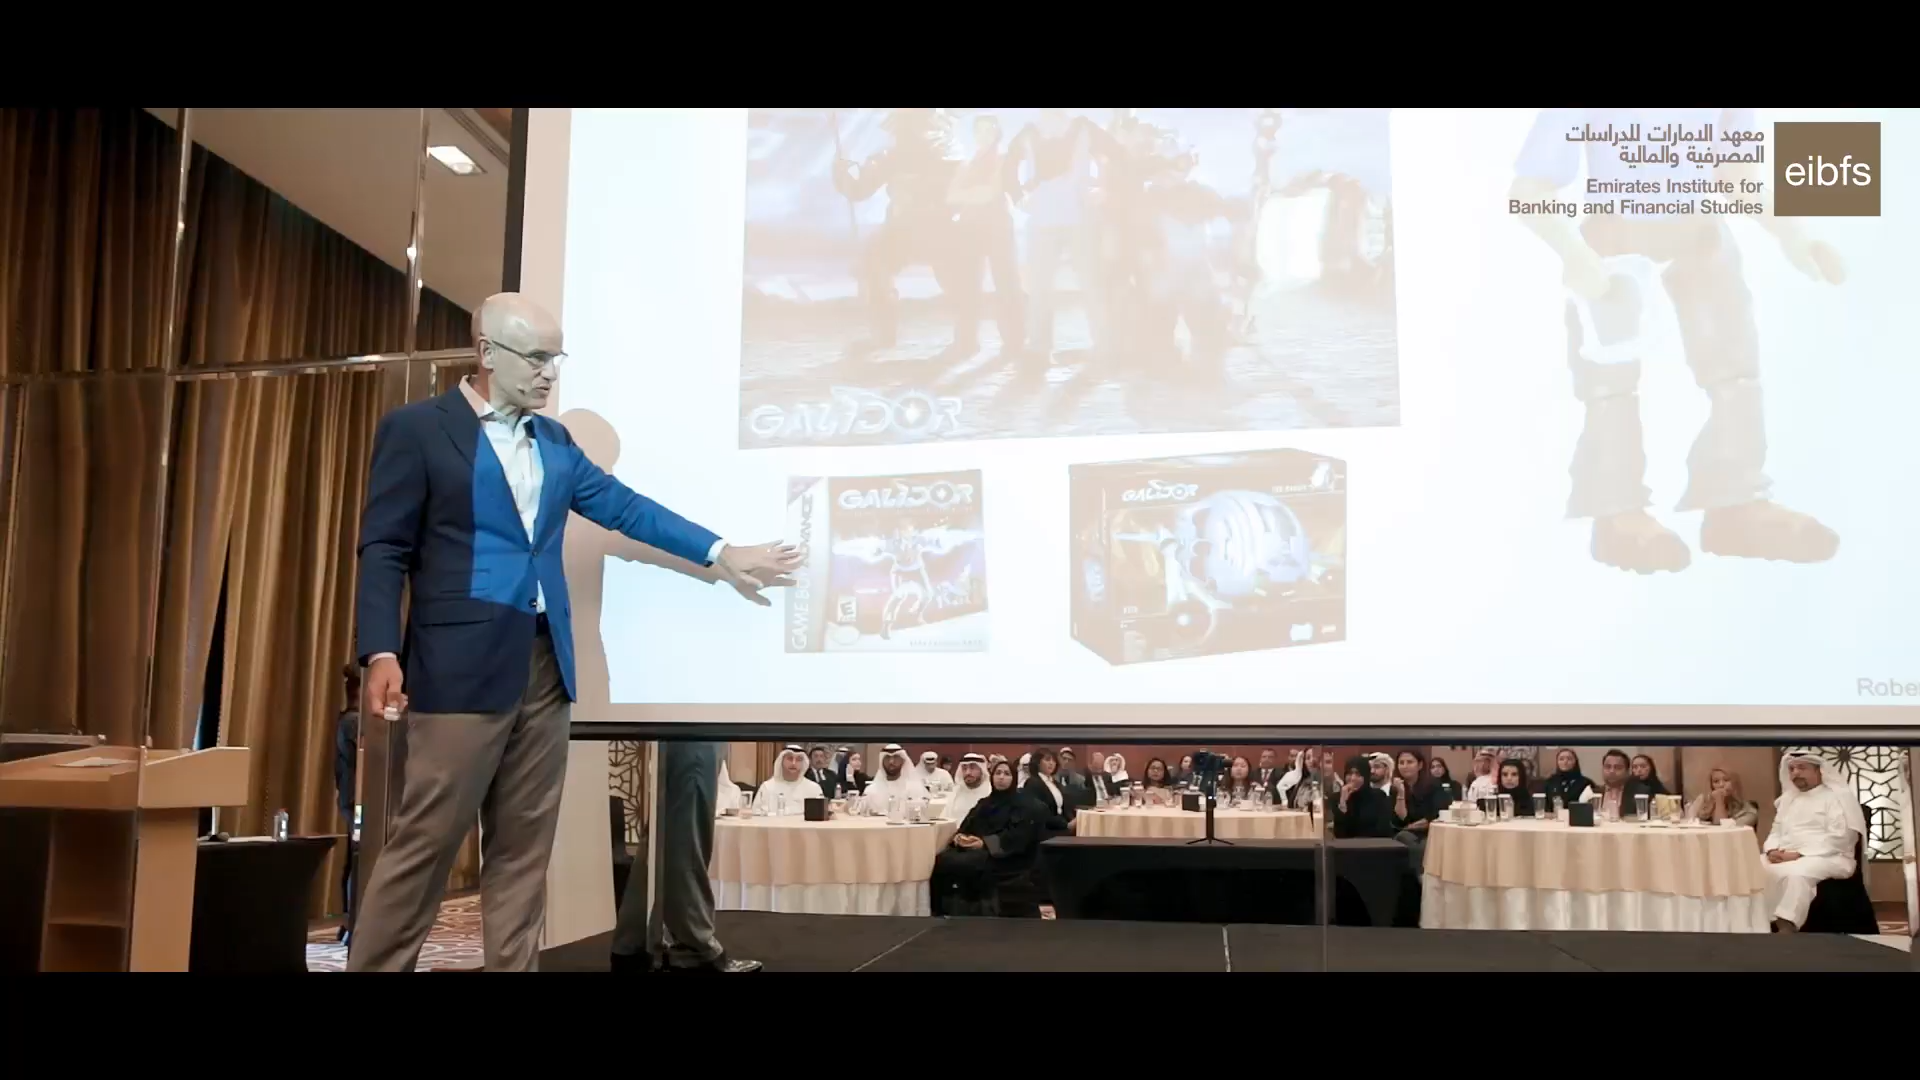 معهد الامارات للدراسات
المصرفية والمالية
Emirates Institute for
Banking and Financial Studies
eibfs
GALIDOR
GALIDOR
GAME BOY ADVANCE
E
GALIDOR
Rober